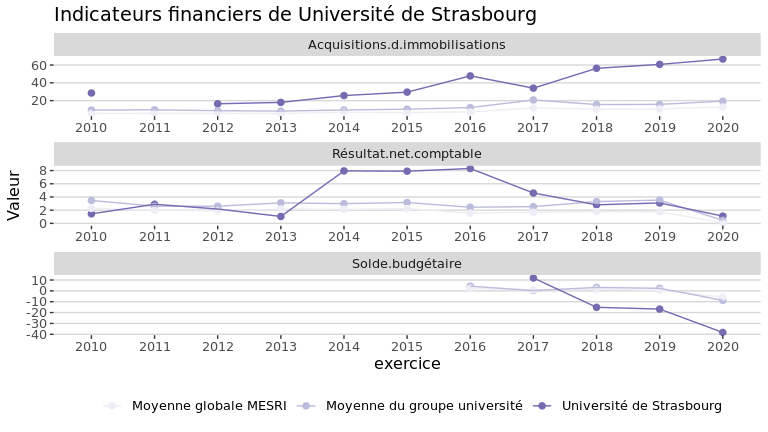 Indicateurs financiers de Université de Strasbourg
Acquisitions.d.immobilisations
60
40
20
2010 2011 2012 2013 2014 2015 2016 2017 2018 2019 2020
Résultat.net.comptable
8
6
4
2
0
2010 2011 2012 2013 2014 2015 2016 2017 2018 2019 2020
Valeur
Solde.budgétaire
10
0
-10
-20
-30
-40
2010 2011 2012 2013 2014 2015 2016 2017 2018 2019 2020
exercice
Moyenne globale MESRI Moyenne du groupe université Université de Strasbourg